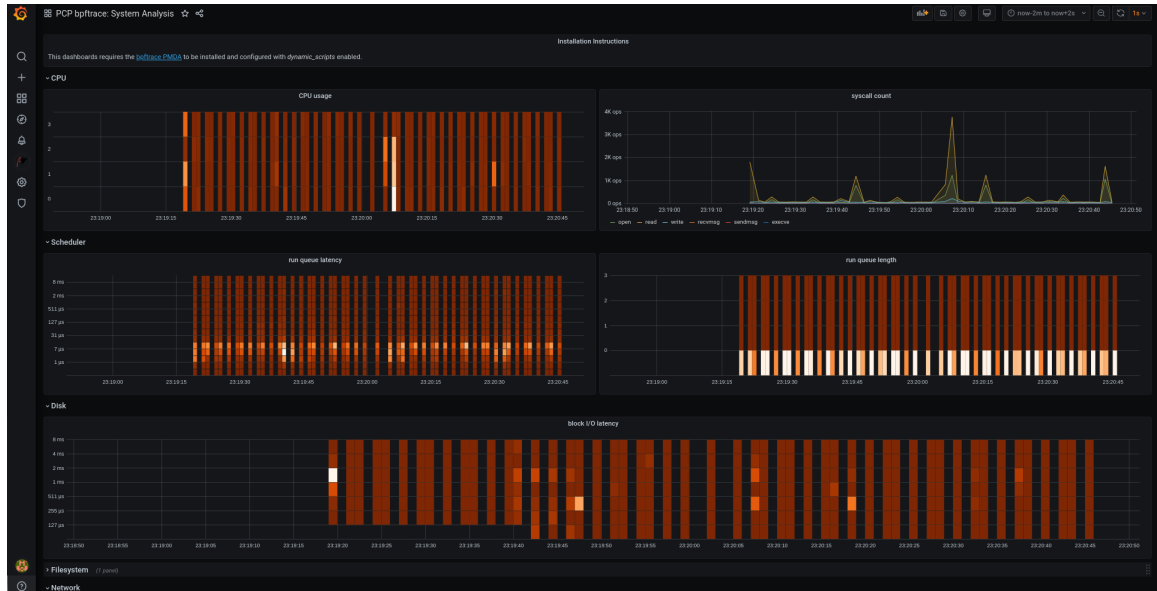 PCP bpftrace: System Analysis
now-2m to now+2s
1s
Installation Instructions
This dashboards requires the bpftrace PMDA to be installed and configured with dynamic_scripts enabled.
CPU
CPU usage
3
2
1
0
23:19:00 23:19:15 23:19:30 23:19:45 23:20:00 23:20:15 23:20:30 23:20:45
syscall count
4K ops
3K ops
2K ops
1K ops
0 ops
23:18:50 23:19:00 23:19:10 23:19:20 23:19:30 23:19:40 23:19:50 23:20:00 23:20:10 23:20:20 23:20:30 23:20:40 23:20:50
open read write recvmsg sendmsg execve
Scheduler
run queue latency
8 ms
2 ms
511 µs
127 µs
31 µs
7 µs
1 µs
23:19:00 23:19:15 23:19:30 23:19:45 23:20:00 23:20:15 23:20:30 23:20:45
run queue length
3
2
1
0
23:19:00 23:19:15 23:19:30 23:19:45 23:20:00 23:20:15 23:20:30 23:20:45
Disk
block I/O latency
8 ms
4 ms
2 ms
1 ms
511 µs
255 µs
127 µs
23:18:50 23:18:55 23:19:00 23:19:05 23:19:10 23:19:15 23:19:20 23:19:25 23:19:30 23:19:35 23:19:40 23:19:45 23:19:50 23:19:55 23:20:00 23:20:05 23:20:10 23:20:15 23:20:20 23:20:25 23:20:30 23:20:35 23:20:40 23:20:45 23:20:50
Filesystem (1 panel)
Network